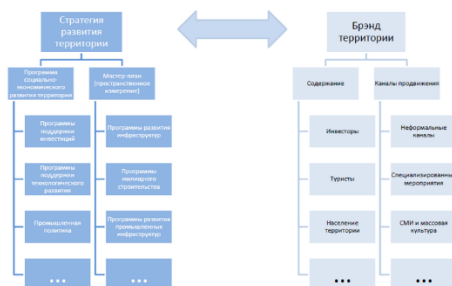 Стратегия
развития
территории
Брэнд
территории
Программа
социально-
экономического
развития территории
Мастер-план
(пространственное
измерение)
Содержание
Каналы продвижения
Программы
поддержки
инвестиций
Программы развития
инфраструктур
Инвесторы
Неформальные
каналы
Программы
поддержки
технологического
развития
Программы
жилищного
строительства
Туристы
Специализированные
мероприятия
Промышленная
политика
Программы развития
промышленных
инфраструктур
Население
территории
СМИ и массовая
культура
...
...
...
...